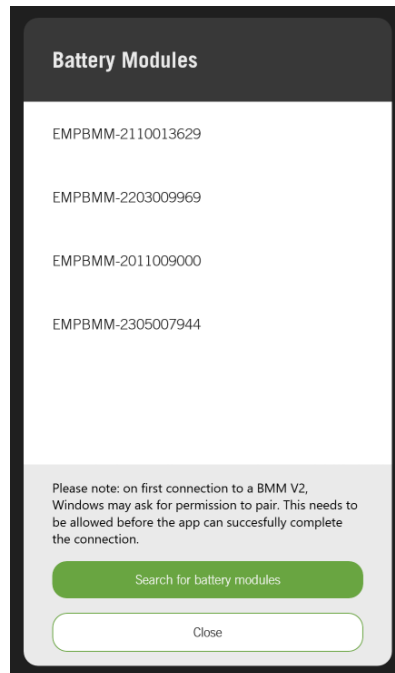 Battery Modules
EMPBMM-2110013629
EMPBMM-2203009969
EMPBMM-2011009000
EMPBMM-2305007944
Please note: on first connection to a BMM V2,
Windows may ask for permission to pair. This needs to
be allowed before the app can succesfully complete
the connection.
Search for battery modules
Close